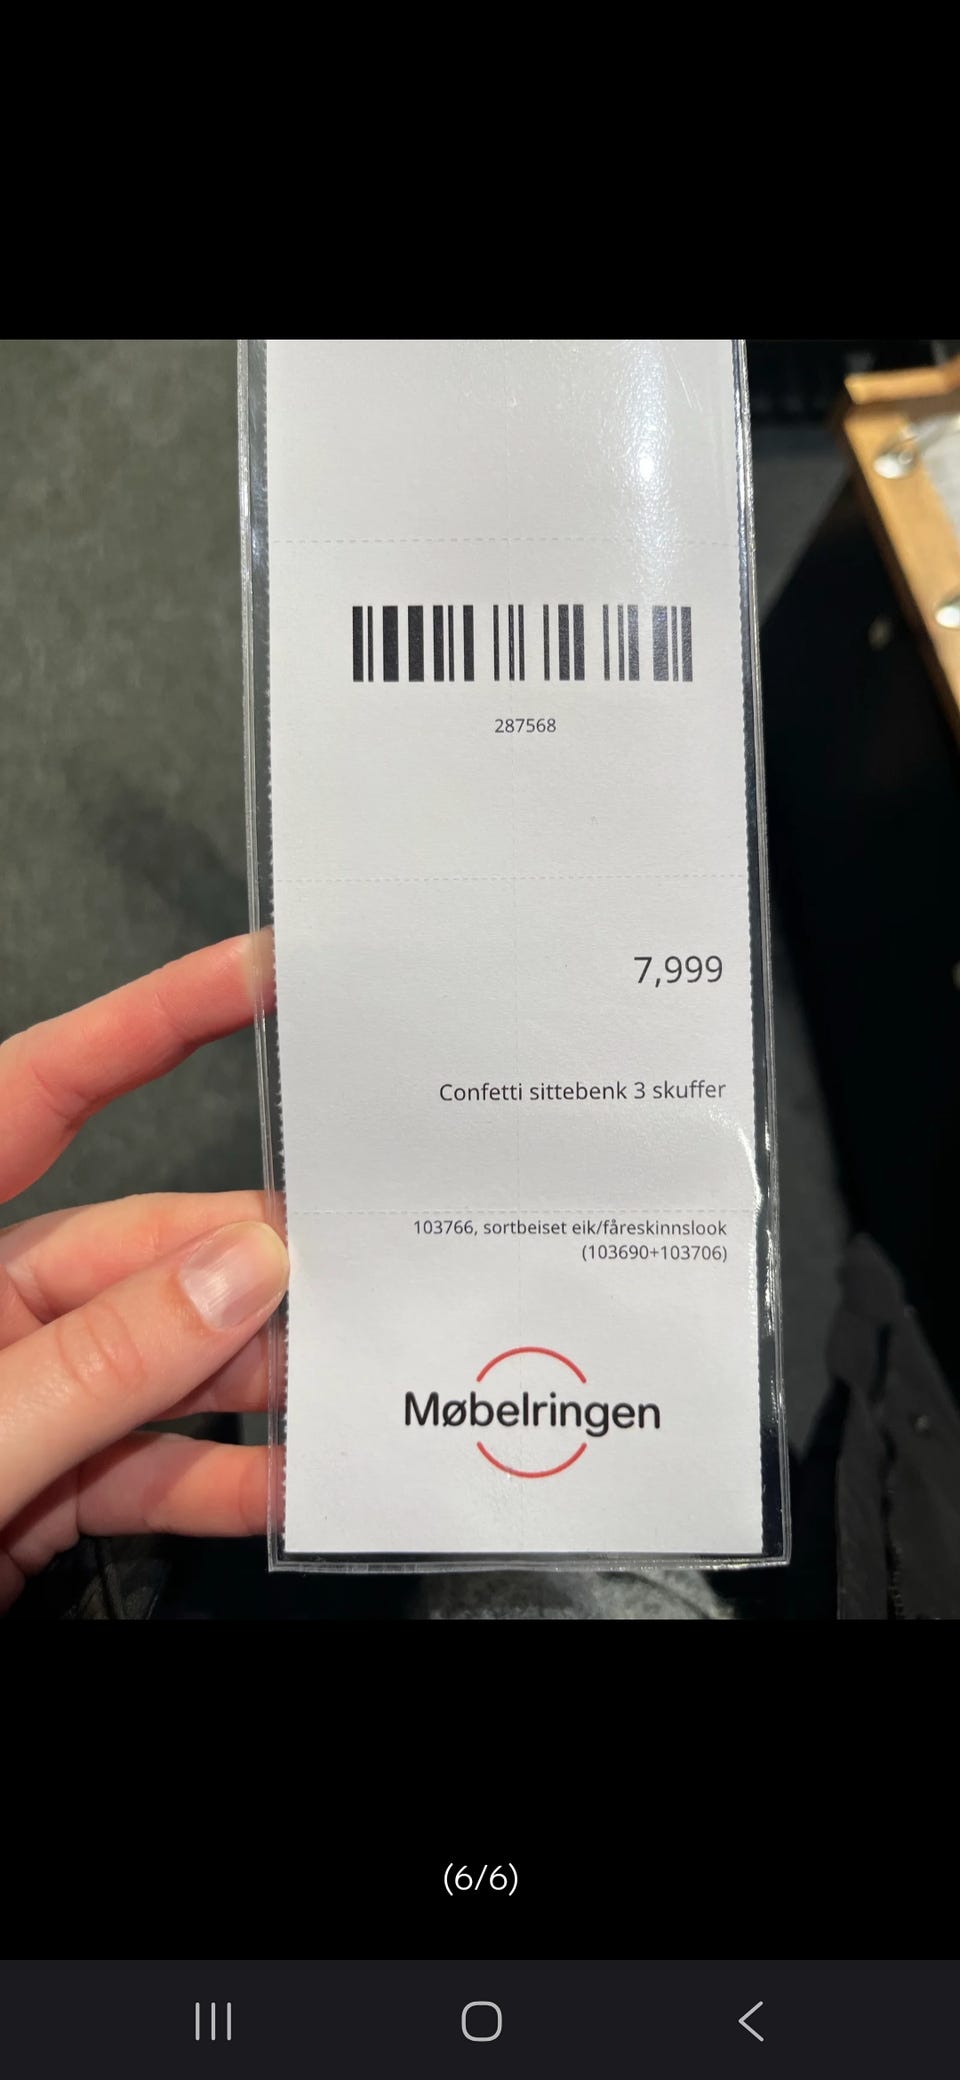 287568
7,999
Confetti sittebenk 3 skuffer
103766, sortbeiset eik/fåreskinnslook
(103690+103706)
Møbelringen
(6/6)